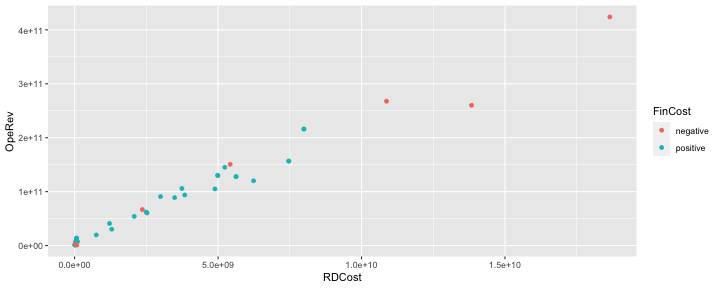 4e+11
3e+11
2e+11
1e+11
0e+00
OpeRev
0.0e+00
5.0e+09
1.0e+10
1.5e+10
RDCost
FinCost
negative
positive